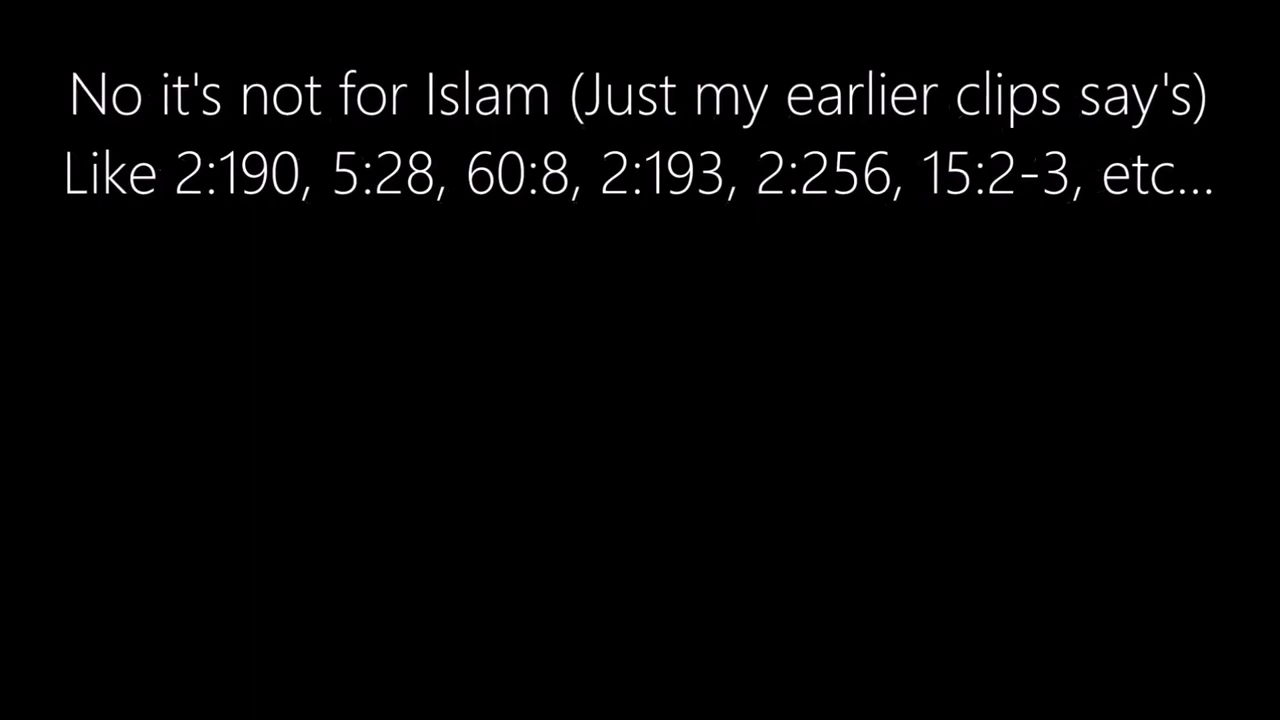 No it's not for Islam (Just my earlier clips say's)
Like 2:190, 5:28, 60:8, 2:193, 2:256, 15:2-3, etc...